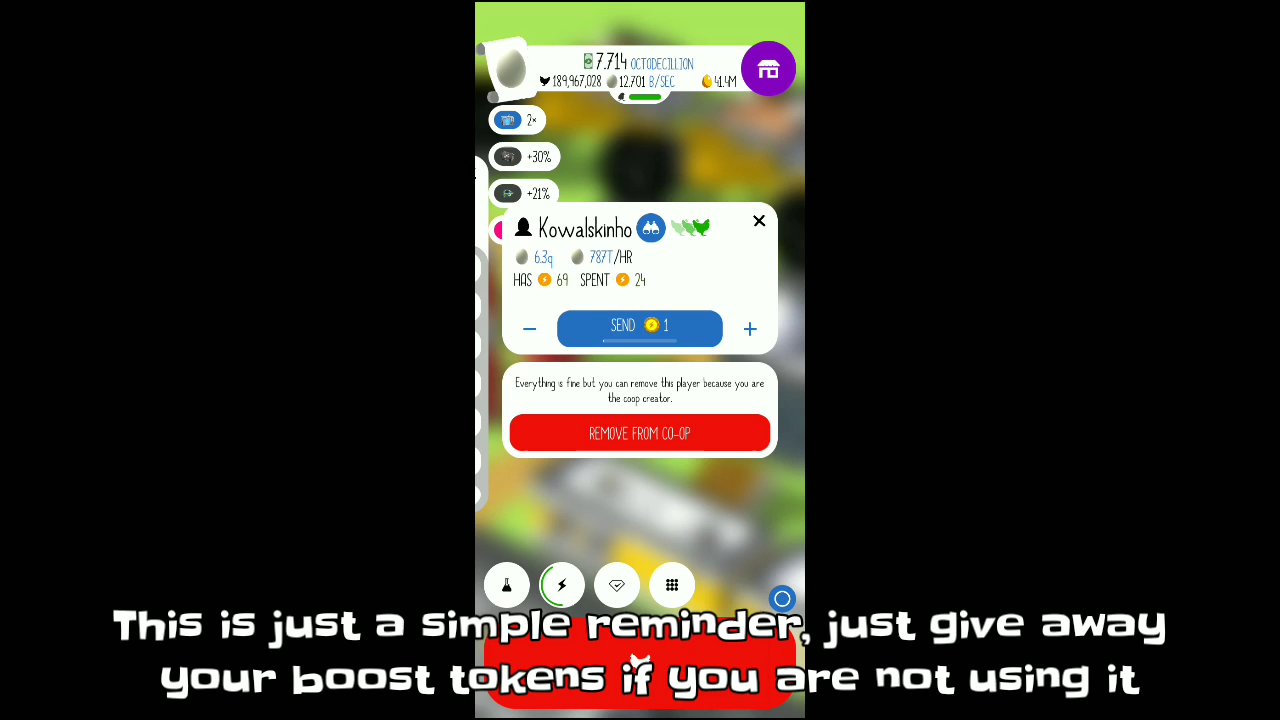 7.714 OCTODECILLION
189,967,028 12.701 B/SEC 41.4M
2×
+30%
+21%
Kowalskinho
6.3q 787T/HR
HAS 69 SPENT 24
SEND 1
Everything is fine but you can remove this player because you are
the coop creator.
REMOVE FROM CO-OP
This is just a simple reminder, just give away
your boost tokens if you are not using it